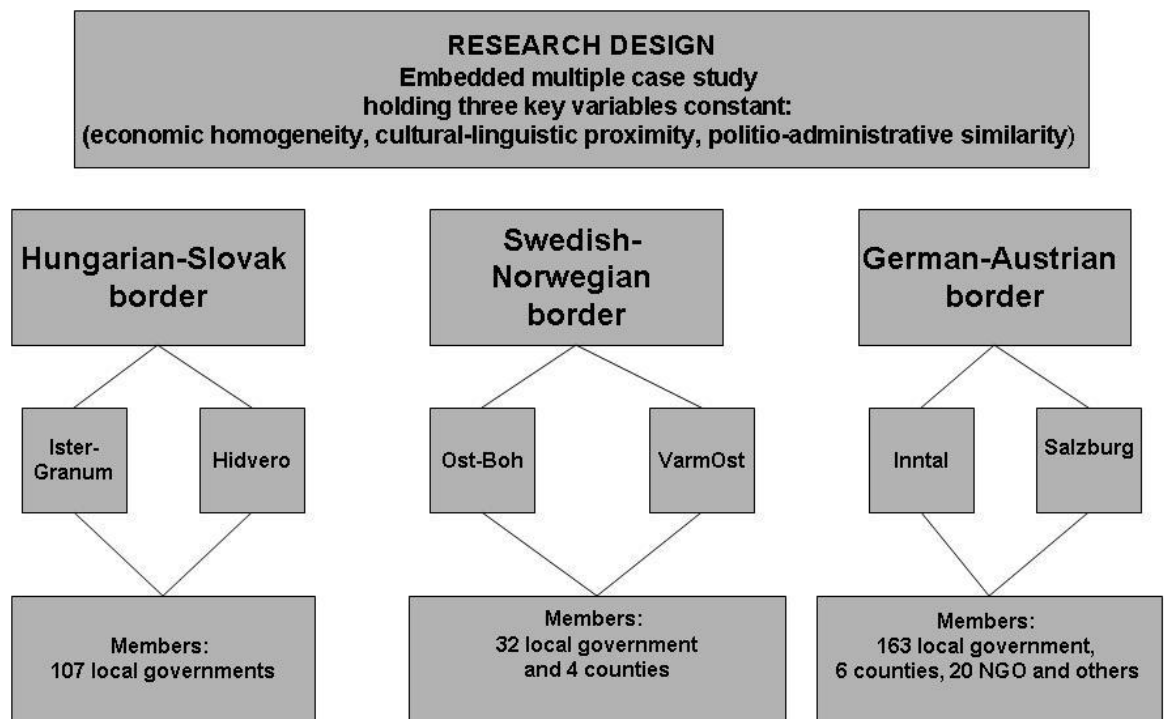 RESEARCH DESIGN
Embedded multiple case study
holding three key variables constant:
(economic homogeneity, cultural-linguistic proximity, politio-administrative similarity)
Hungarian-Slovak
border
Swedish-
Norwegian
border
German-Austrian
border
Ister-
Granum
Hidvero
Ost-Boh
VarmOst
Inntal
Salzburg
Members:
107 local governments
Members:
32 local government
and 4 counties
Members:
163 local government,
6 counties, 20 NGO and others